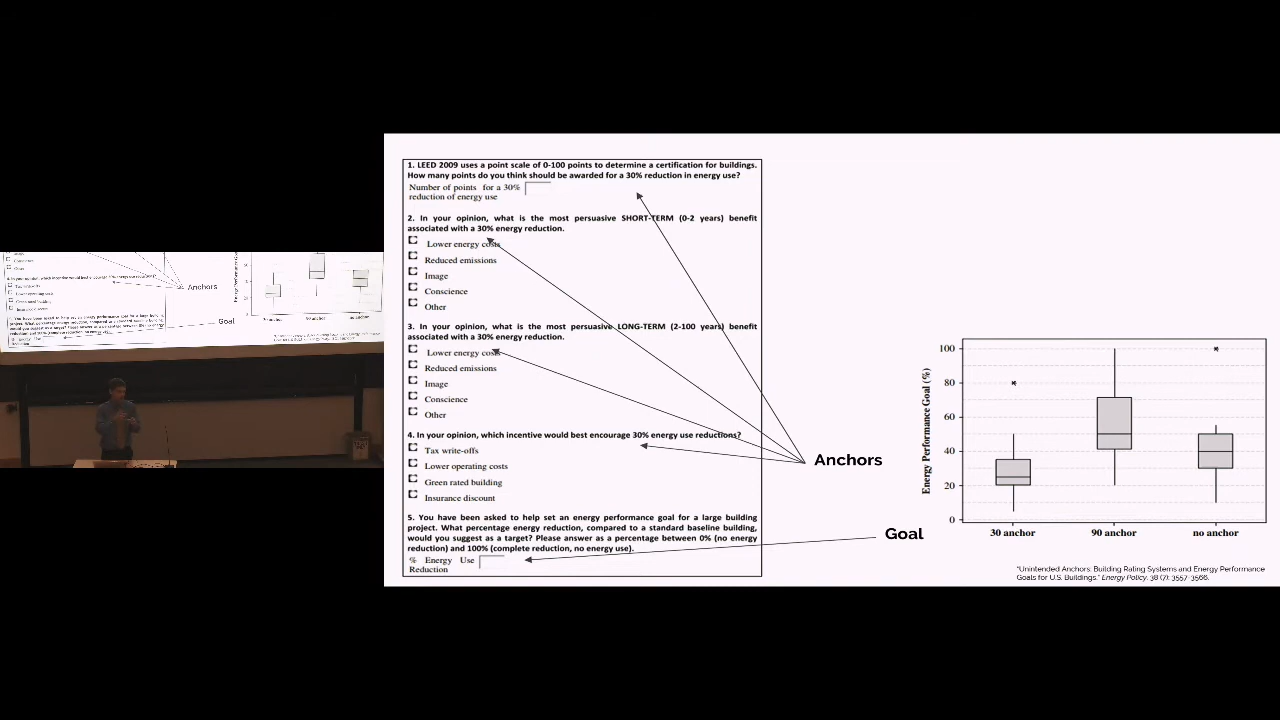 1. LEED 2009 uses a point scale of 0-100 points to determine a certification for buildings.
How many points do you think should be awarded for a 30% reduction in energy use?
Number of points for a 30%
reduction of energy use
2. In your opinion, what is the most persuasive SHORT-TERM (0-2 years) benefit
associated with a 30% energy reduction.
Lower energy costs
Reduced emissions
Image
Conscience
Other
3. In your opinion, what is the most persuasive LONG-TERM (2-100 years) benefit
associated with a 30% energy reduction.
Lower energy costs
Reduced emissions
Image
Conscience
Other
4. In your opinion, which incentive would best encourage 30% energy use reductions?
Tax write-offs
Lower operating costs
Green rated building
Insurance discount
5. You have been asked to help set an energy performance goal for a large building
project. What percentage energy reduction, compared to a standard baseline building,
would you suggest as a target? Please answer as a percentage between 0% (no energy
reduction) and 100% (complete reduction, no energy use).
% Energy Use
Reduction
Anchors
Goal
Energy Performance Goal (%)
100
80
60
40
20
0
30 anchor
90 anchor
no anchor
"Unintended Anchors: Building Rating Systems and Energy Performance
Goals for U.S. Buildings." Energy Policy. 38 (7): 3557-3566.
Anchors
Goal